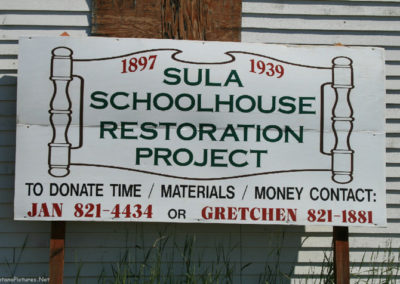 1897 1939
SULA
SCHOOLHOUSE
RESTORATION
PROJECT
TO DONATE TIME / MATERIALS / MONEY CONTACT:
JAN 821-4434 OR GRETCHEN 821-1881